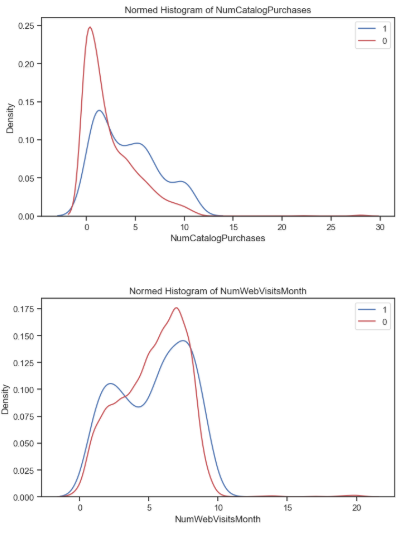 Normed Histogram of NumCatalogPurchases
0.25
0.20
0.15
0.10
0.05
0.00
Density
1
0
0 5 10 15 20 25 30
NumCatalogPurchases
Normed Histogram of NumWebVisitsMonth
0.175
0.150
0.125
0.100
0.075
0.050
0.025
0.000
Density
1
0
0 5 10 15 20
NumWebVisitsMonth